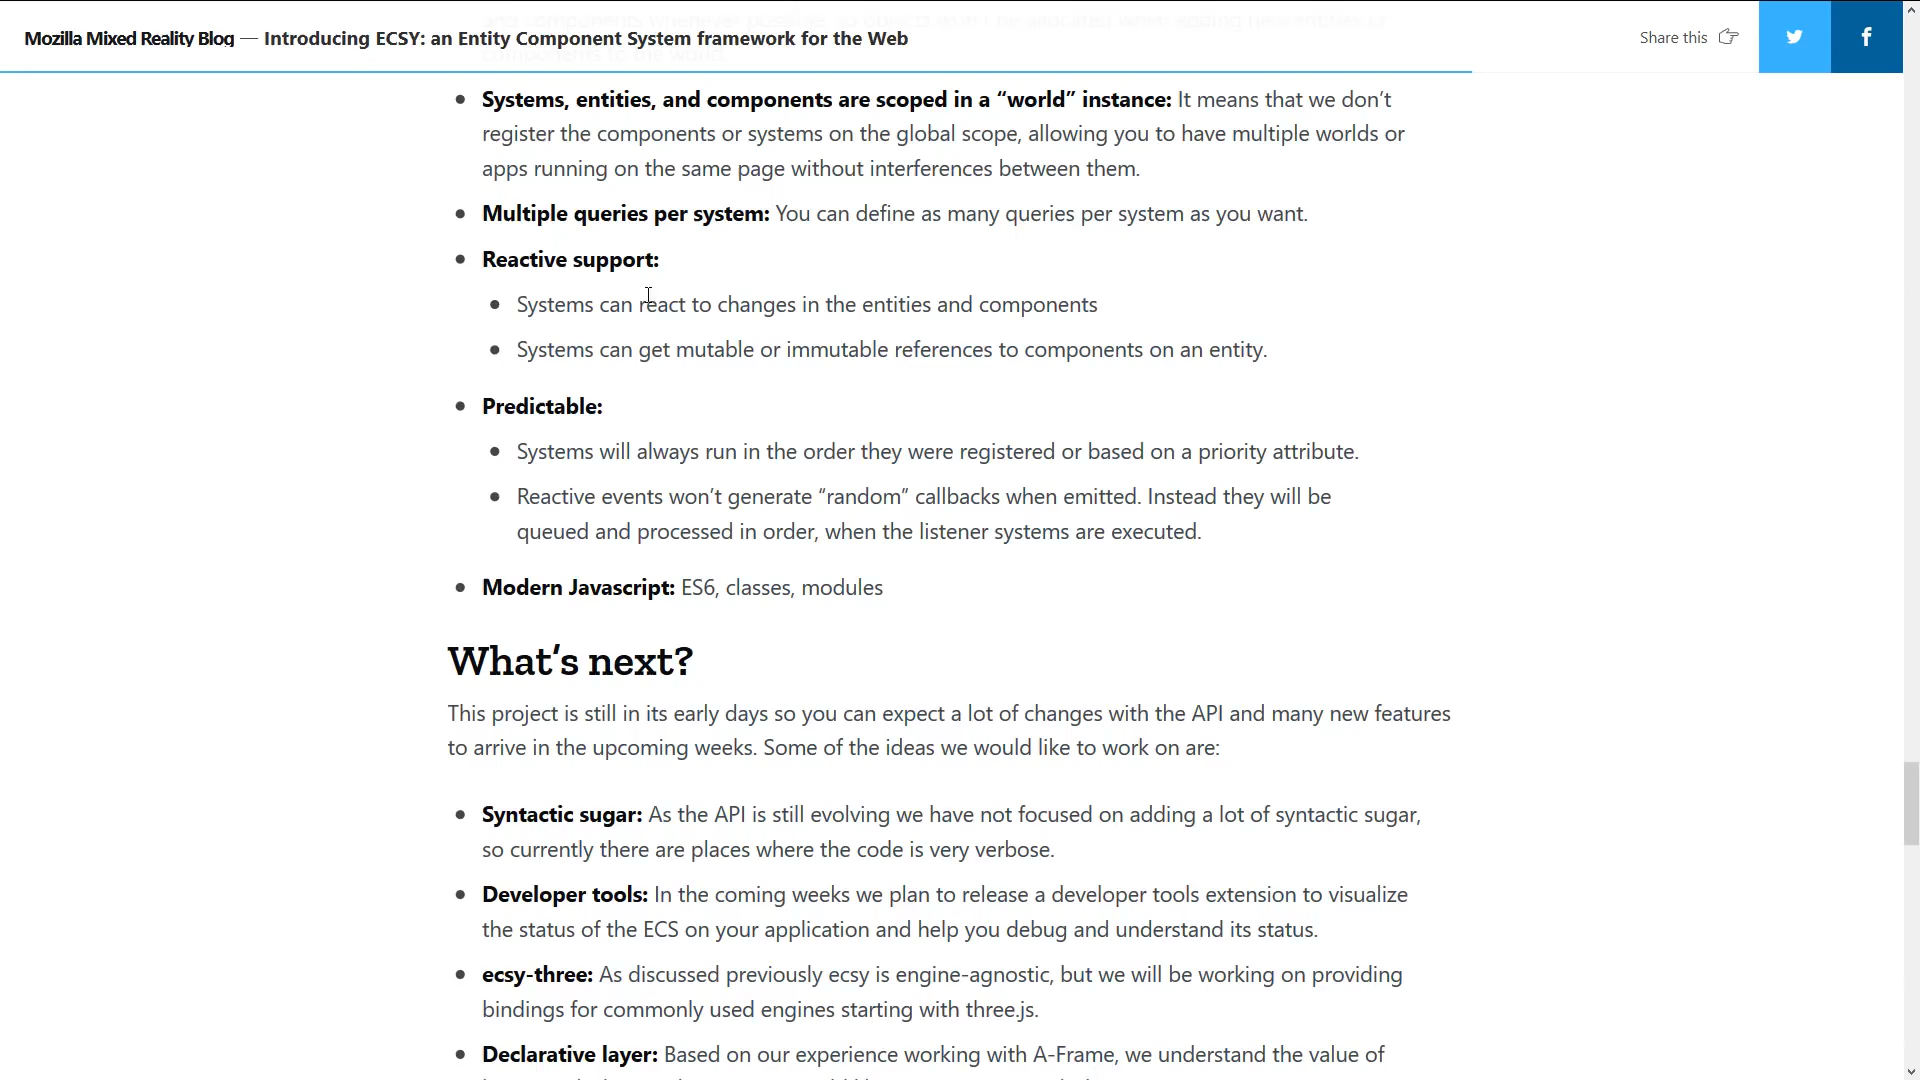 Mozilla Mixed Reality Blog — Introducing ECSY: an Entity Component System framework for the Web
Share this
Systems, entities, and components are scoped in a “world” instance: It means that we don’t
register the components or systems on the global scope, allowing you to have multiple worlds or
apps running on the same page without interferences between them.
Multiple queries per system: You can define as many queries per system as you want.
Reactive support:
Systems can react to changes in the entities and components
Systems can get mutable or immutable references to components on an entity.
Predictable:
Systems will always run in the order they were registered or based on a priority attribute.
Reactive events won’t generate “random” callbacks when emitted. Instead they will be
queued and processed in order, when the listener systems are executed.
Modern Javascript: ES6, classes, modules
What’s next?
This project is still in its early days so you can expect a lot of changes with the API and many new features
to arrive in the upcoming weeks. Some of the ideas we would like to work on are:
Syntactic sugar: As the API is still evolving we have not focused on adding a lot of syntactic sugar,
so currently there are places where the code is very verbose.
Developer tools: In the coming weeks we plan to release a developer tools extension to visualize
the status of the ECS on your application and help you debug and understand its status.
ecsy-three: As discussed previously ecsy is engine-agnostic, but we will be working on providing
bindings for commonly used engines starting with three.js.
Declarative layer: Based on our experience working with A-Frame, we understand the value of